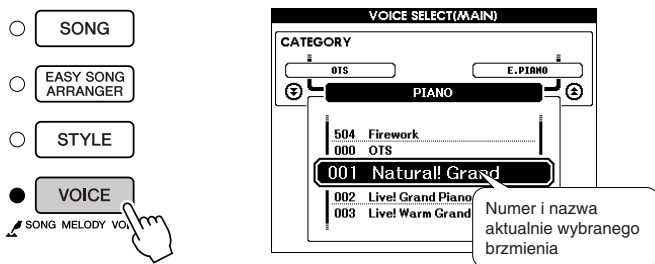 SONG
EASY SONG
ARRANGER
STYLE
VOICE
SONG MELODY
VOICE SELECT(MAIN)
CATEGORY
OTS
E.PIANO
PIANO
504 Firework
000 OTS
001 Natural! Grand
002 Live! Grand Piano
003 Live! Warm Grand
Numer i nazwa
aktualnie wybranego
brzmienia